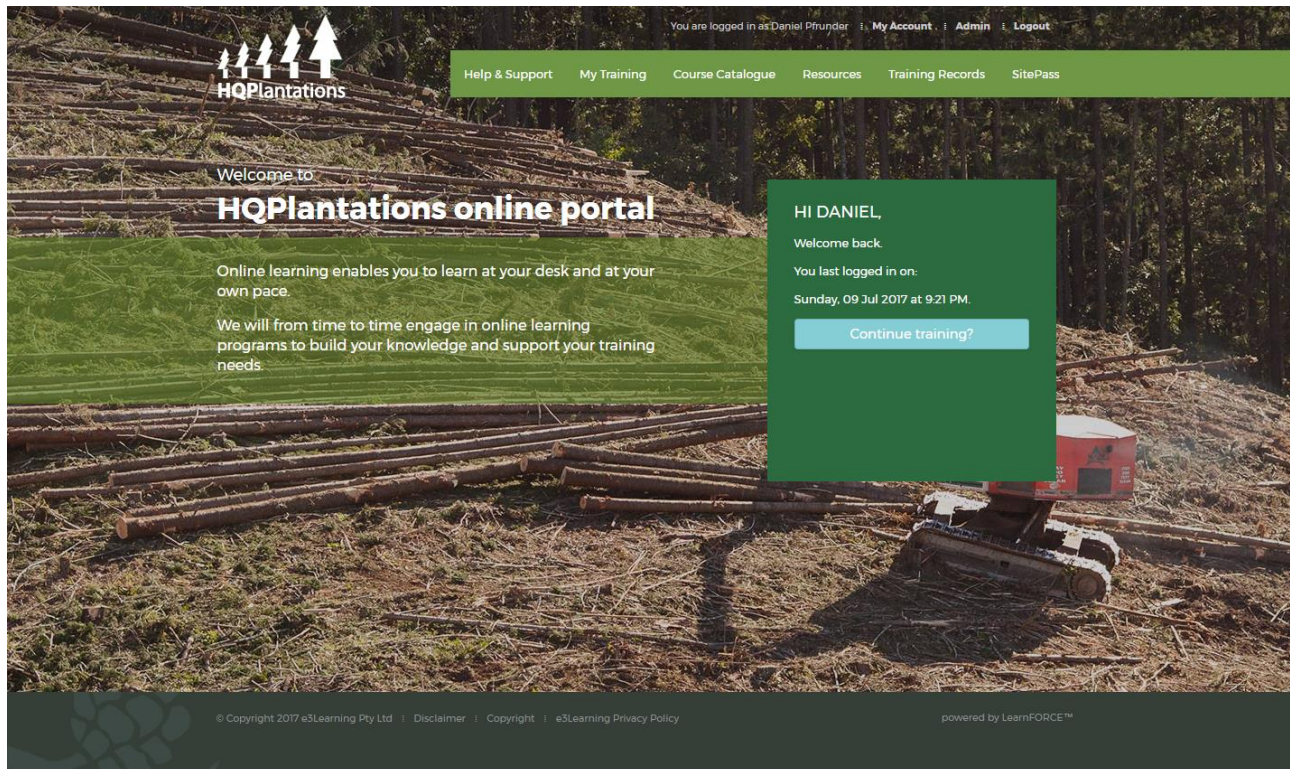 You are logged in as Daniel Pfrunder ⁝ My Account ⁝ Admin ⁝ Logout
HQPlantations
Help & Support My Training Course Catalogue Resources Training Records SitePass
Welcome to
HQPlantations online portal
Online learning enables you to learn at your desk and at your
own pace.
We will from time to time engage in online learning
programs to build your knowledge and support your training
needs.
HI DANIEL,
Welcome back.
You last logged in on:
Sunday, 09 Jul 2017 at 9:21 PM.
Continue training?
© Copyright 2017 e3Learning Pty Ltd | Disclaimer | Copyright | e3Learning Privacy Policy
powered by LearnFORCE™